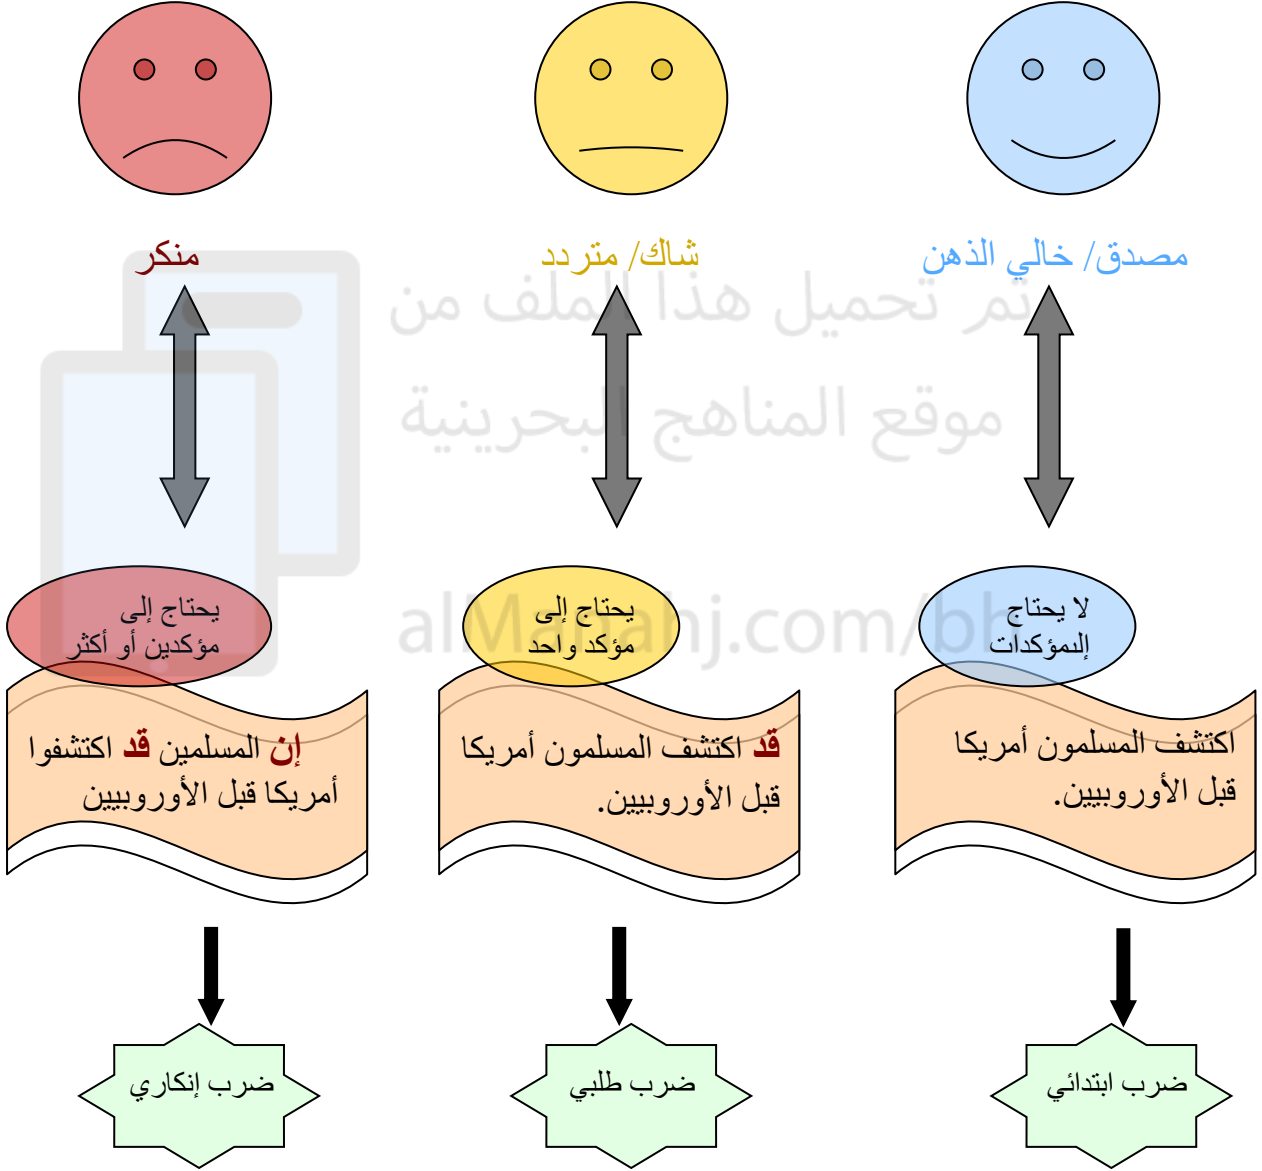 مصدق/ خالي الذهن
شاك/ متردد
منكر
تم تحميل هذا الملف من
موقع المناهج البحرينية
alManahj.com/bh
لا يحتاج
إلىمؤكدات
يحتاج إلى
مؤكد واحد
يحتاج إلى
مؤكدين أو أكثر
اكتشف المسلمون أمريكا
قبل الأوروبيين.
قد اكتشف المسلمون أمريكا
قبل الأوروبيين.
إن المسلمين قد اكتشفوا
أمريكا قبل الأوروبيين
ضرب ابتدائي
ضرب طلبي
ضرب إنكاري